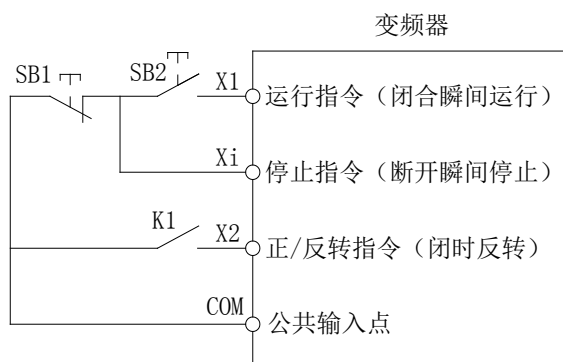 变频器
SB1
SB2
X1
运行指令（闭合瞬间运行）
Xi
停止指令（断开瞬间停止）
K1
X2
正/反转指令（闭时反转）
COM
公共输入点